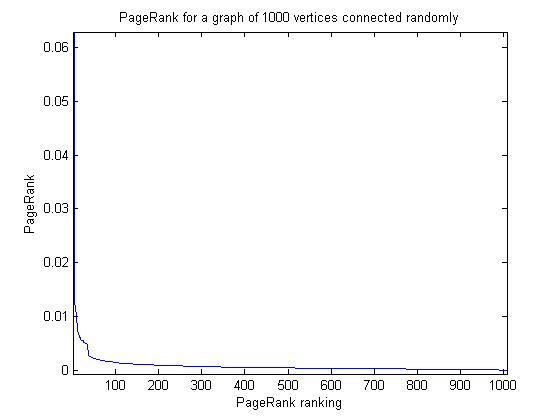 PageRank for a graph of 1000 vertices connected randomly
0.06
0.05
0.04
0.03
0.02
0.01
0
PageRank
100 200 300 400 500 600 700 800 900 1000
PageRank ranking